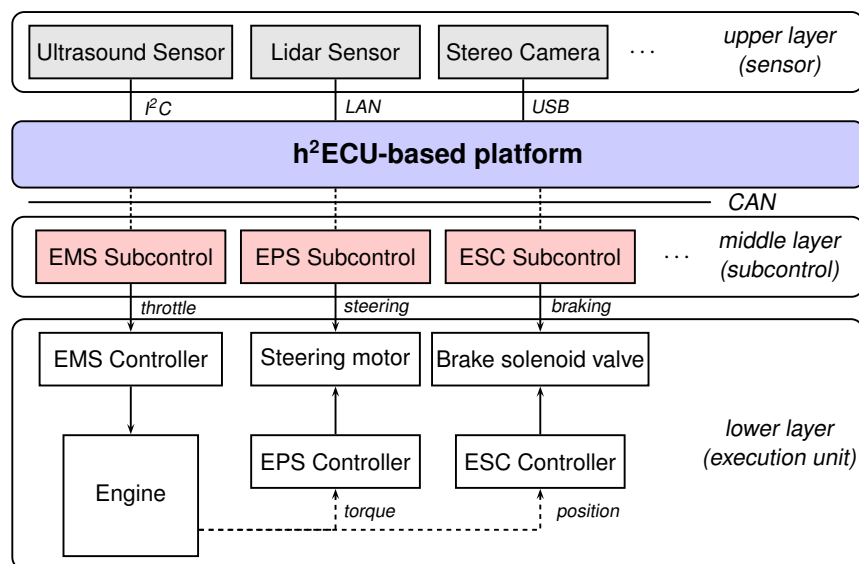 Ultrasound Sensor Lidar Sensor Stereo Camera ... upper layer
(sensor)
I²C LAN USB
h²ECU-based platform
CAN
EMS Subcontrol EPS Subcontrol ESC Subcontrol ... middle layer
(subcontrol)
throttle steering braking
EMS Controller Steering motor Brake solenoid valve
lower layer
(execution unit)
EPS Controller ESC Controller
Engine
torque position